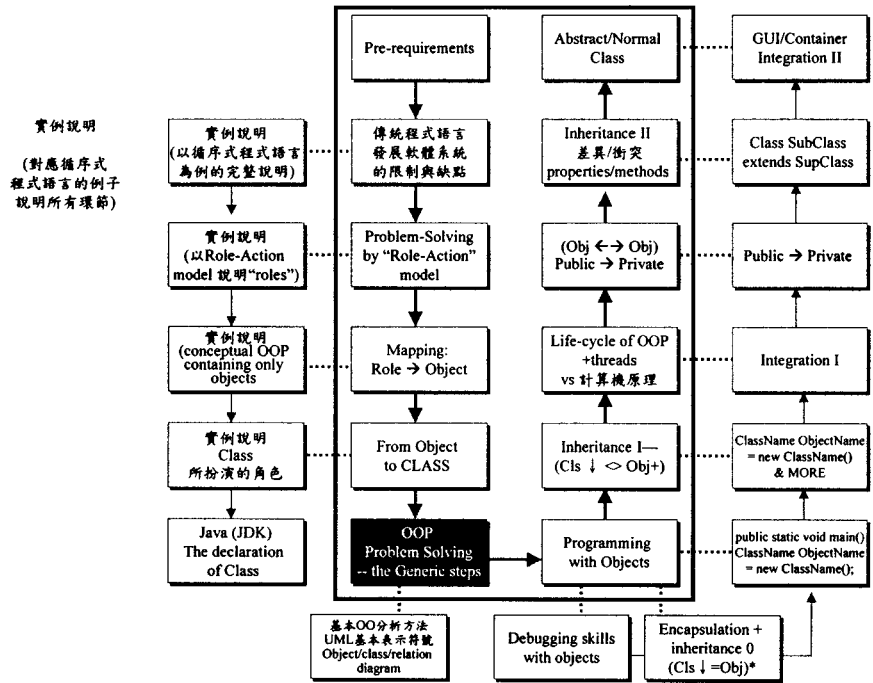 Pre-requirements
Abstract/Normal
Class
GUI/Container
Integration II
實例說明
(對應循序式
程式語言的例子
說明所有環節)
實例說明
(以循序式程式語言
為例的完整說明)
傳統程式語言
發展軟體系統
的限制與缺點
Inheritance II
差異/衝突
properties/methods
Class SubClass
extends SupClass
實例說明
(以Role-Action
model 說明“roles”)
Problem-Solving
by “Role-Action”
model
(Obj ←→ Obj)
Public → Private
Public → Private
實例說明
(conceptual OOP
containing only
objects)
Mapping:
Role → Object
Life-cycle of OOP
+threads
vs 計算機原理
Integration I
實例說明
Class
所扮演的角色
From Object
to CLASS
Inheritance I—
(Cls ↓ <> Obj+)
ClassName ObjectName
= new ClassName()
& MORE
Java (JDK)
The declaration
of Class
OOP
Problem Solving
-- the Generic steps
Programming
with Objects
public static void main()
ClassName ObjectName
= new ClassName();
基本OO分析方法
UML基本表示符號
Object/class/relation
diagram
Debugging skills
with objects
Encapsulation +
inheritance 0
(Cls ↓ =Obj)*